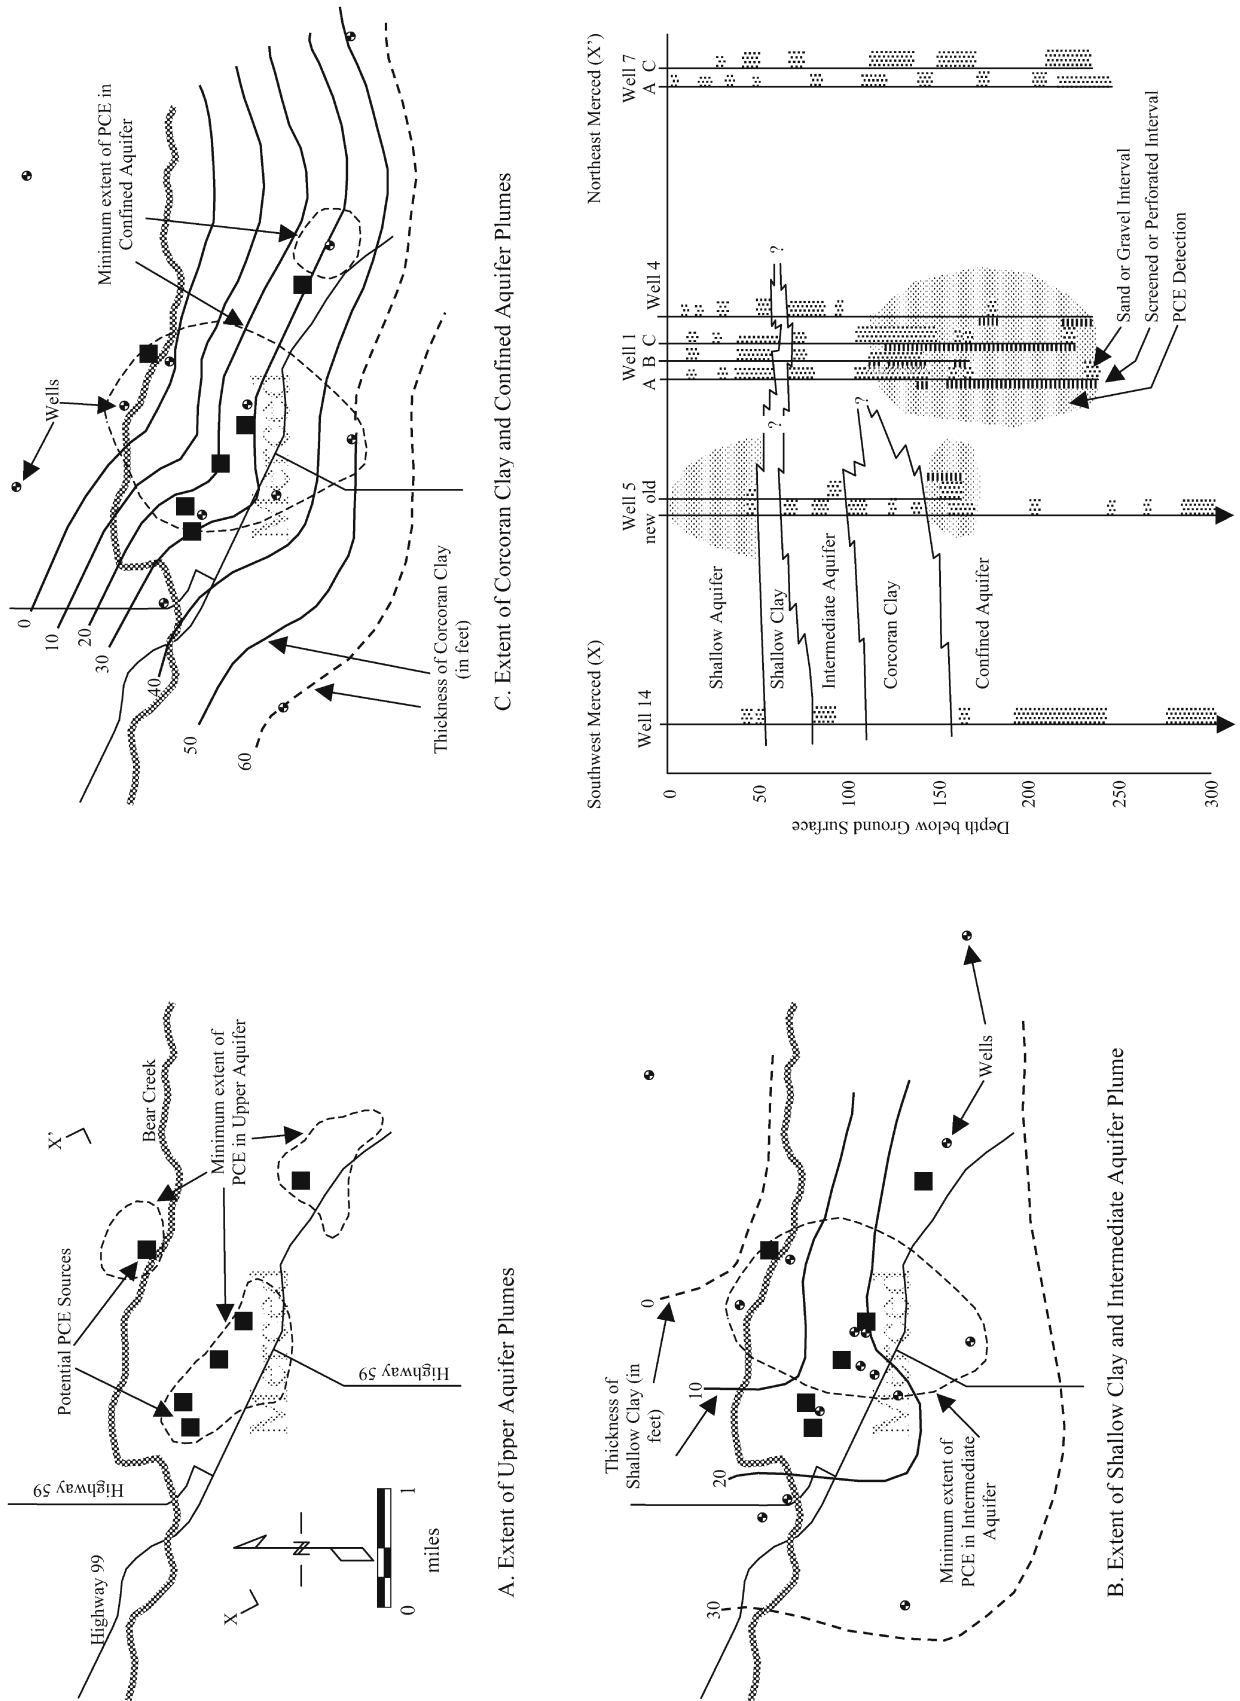 Highway 99
Highway 59
Bear Creek
Potential PCE Sources
Minimum extent of
PCE in Upper Aquifer
X
X'
Merced
Highway 59
N
0
1
miles
A. Extent of Upper Aquifer Plumes
Thickness of
Shallow Clay (in
feet)
0
10
20
30
Merced
Minimum extent of
PCE in Intermediate
Aquifer
Wells
B. Extent of Shallow Clay and Intermediate Aquifer Plume
Wells
Minimum extent of PCE in
Confined Aquifer
0
10
20
30
40
50
60
Merced
Thickness of Corcoran Clay
(in feet)
C. Extent of Corcoran Clay and Confined Aquifer Plumes
Southwest Merced (X)
Northeast Merced (X')
Well 14
Well 5
new old
Well 1
A B C
Well 4
Well 7
A C
0
50
100
150
200
250
300
Depth below Ground Surface
Shallow Aquifer
Shallow Clay
Intermediate Aquifer
Corcoran Clay
Confined Aquifer
?
?
?
Sand or Gravel Interval
Screened or Perforated Interval
PCE Detection